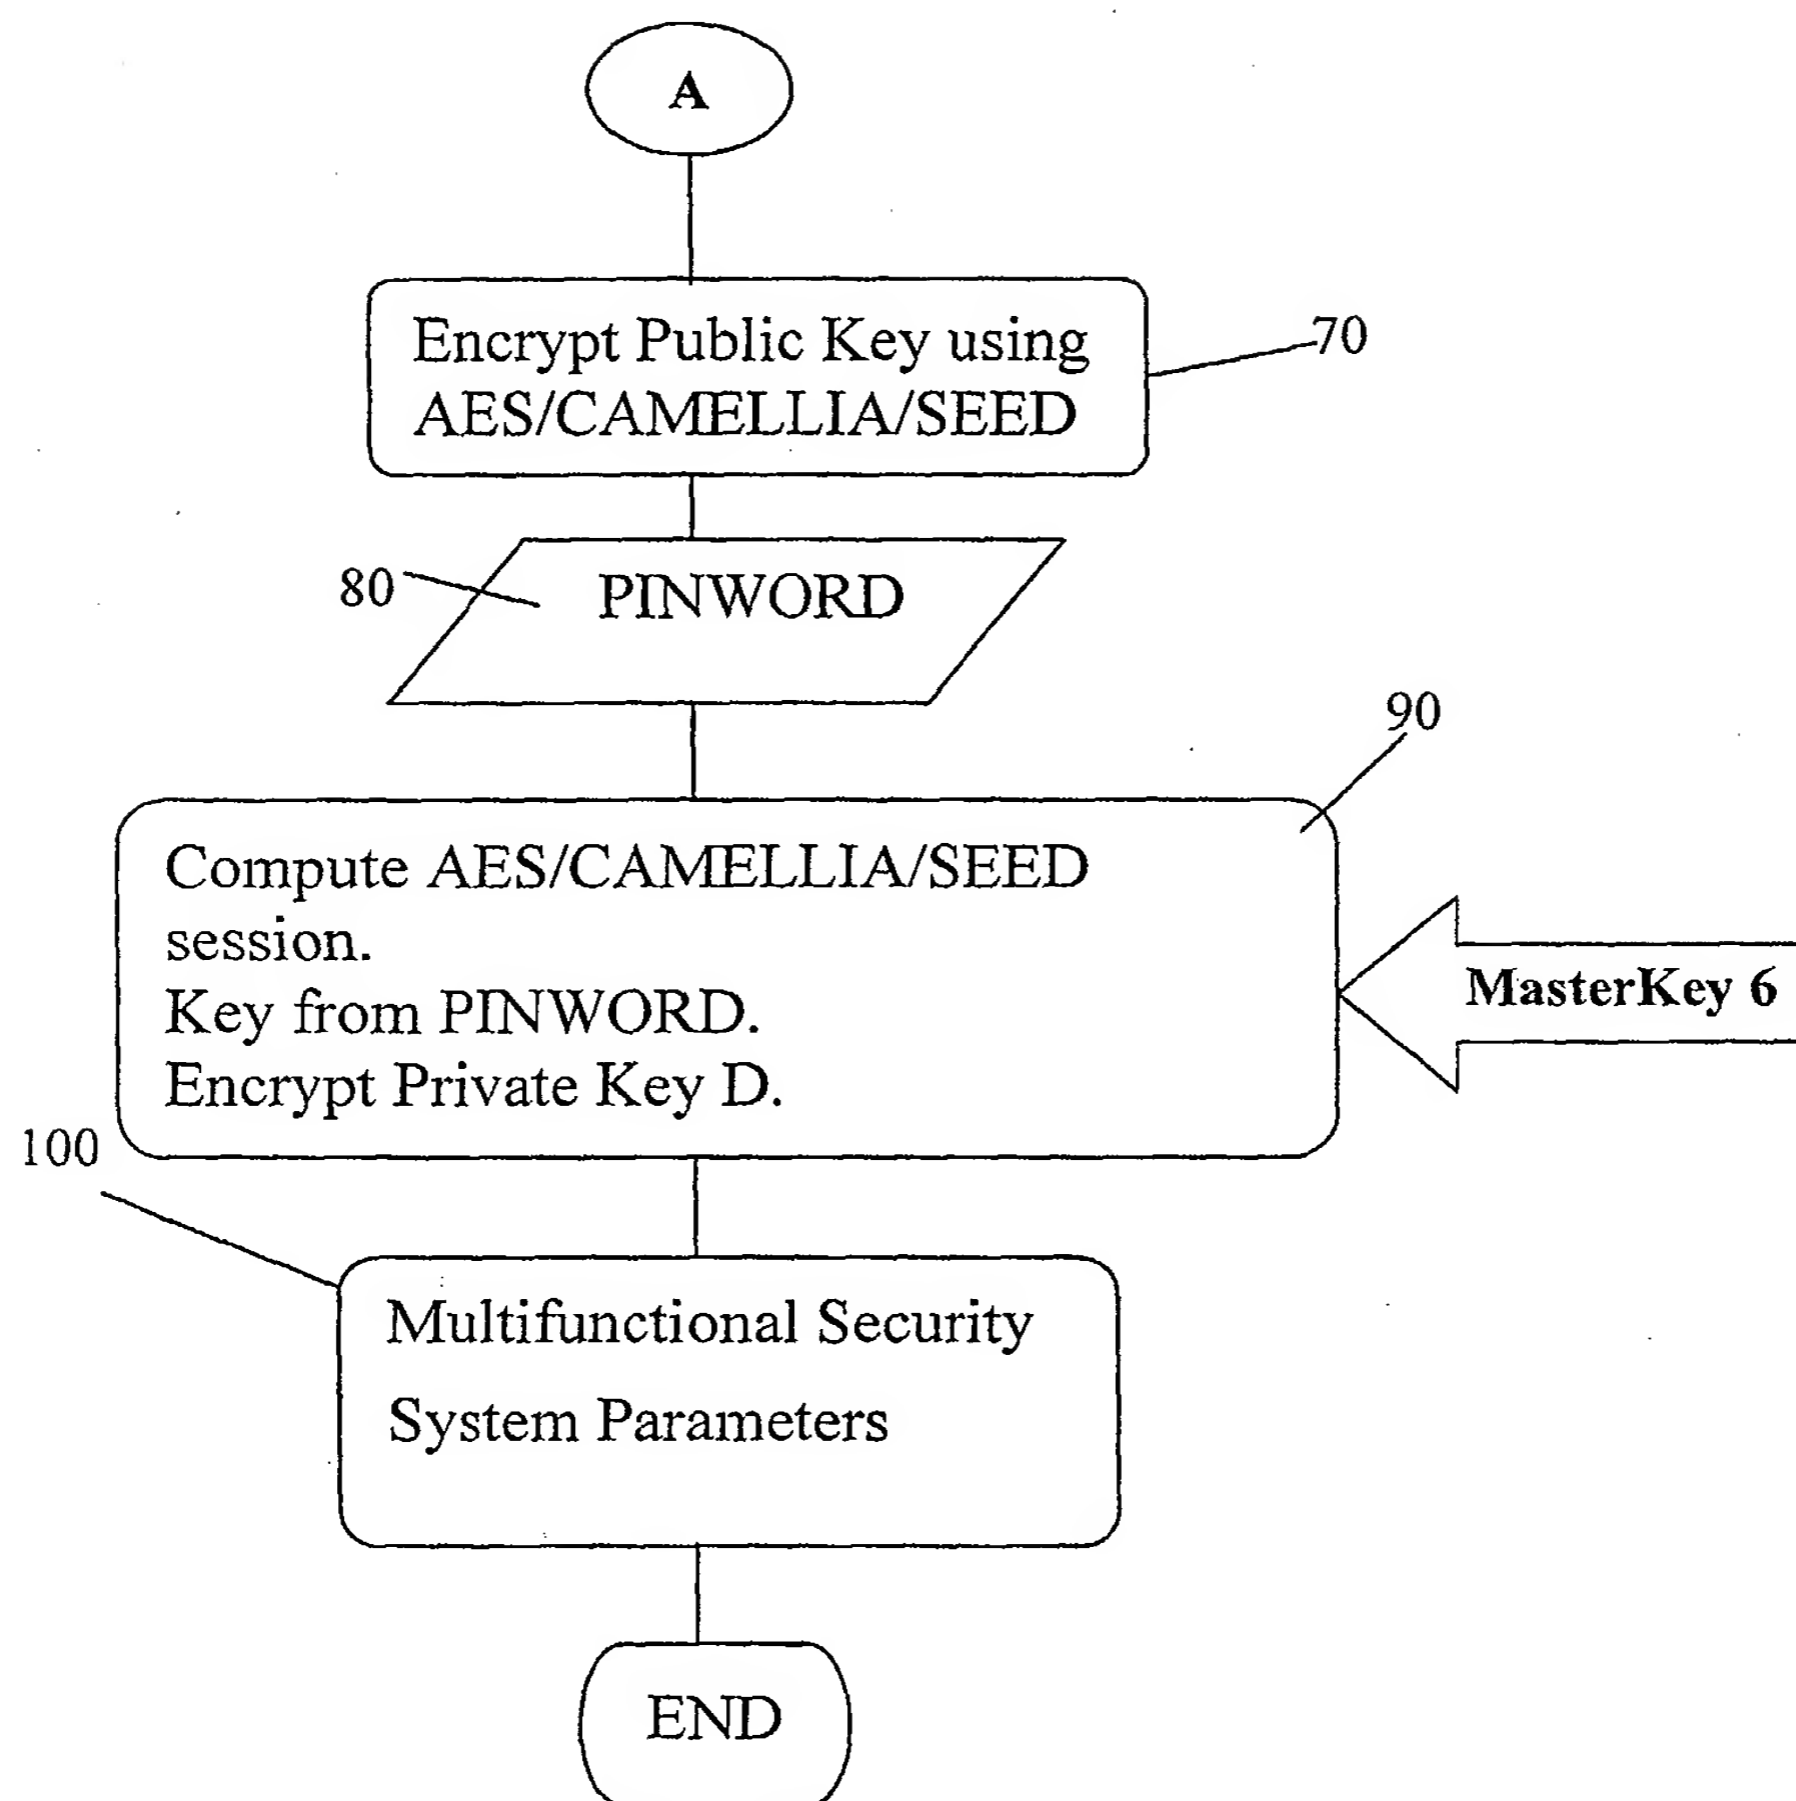 A
Encrypt Public Key using
AES/CAMELLIA/SEED
70
80
PINWORD
90
Compute AES/CAMELLIA/SEED
session.
Key from PINWORD.
Encrypt Private Key D.
MasterKey 6
100
Multifunctional Security
System Parameters
END